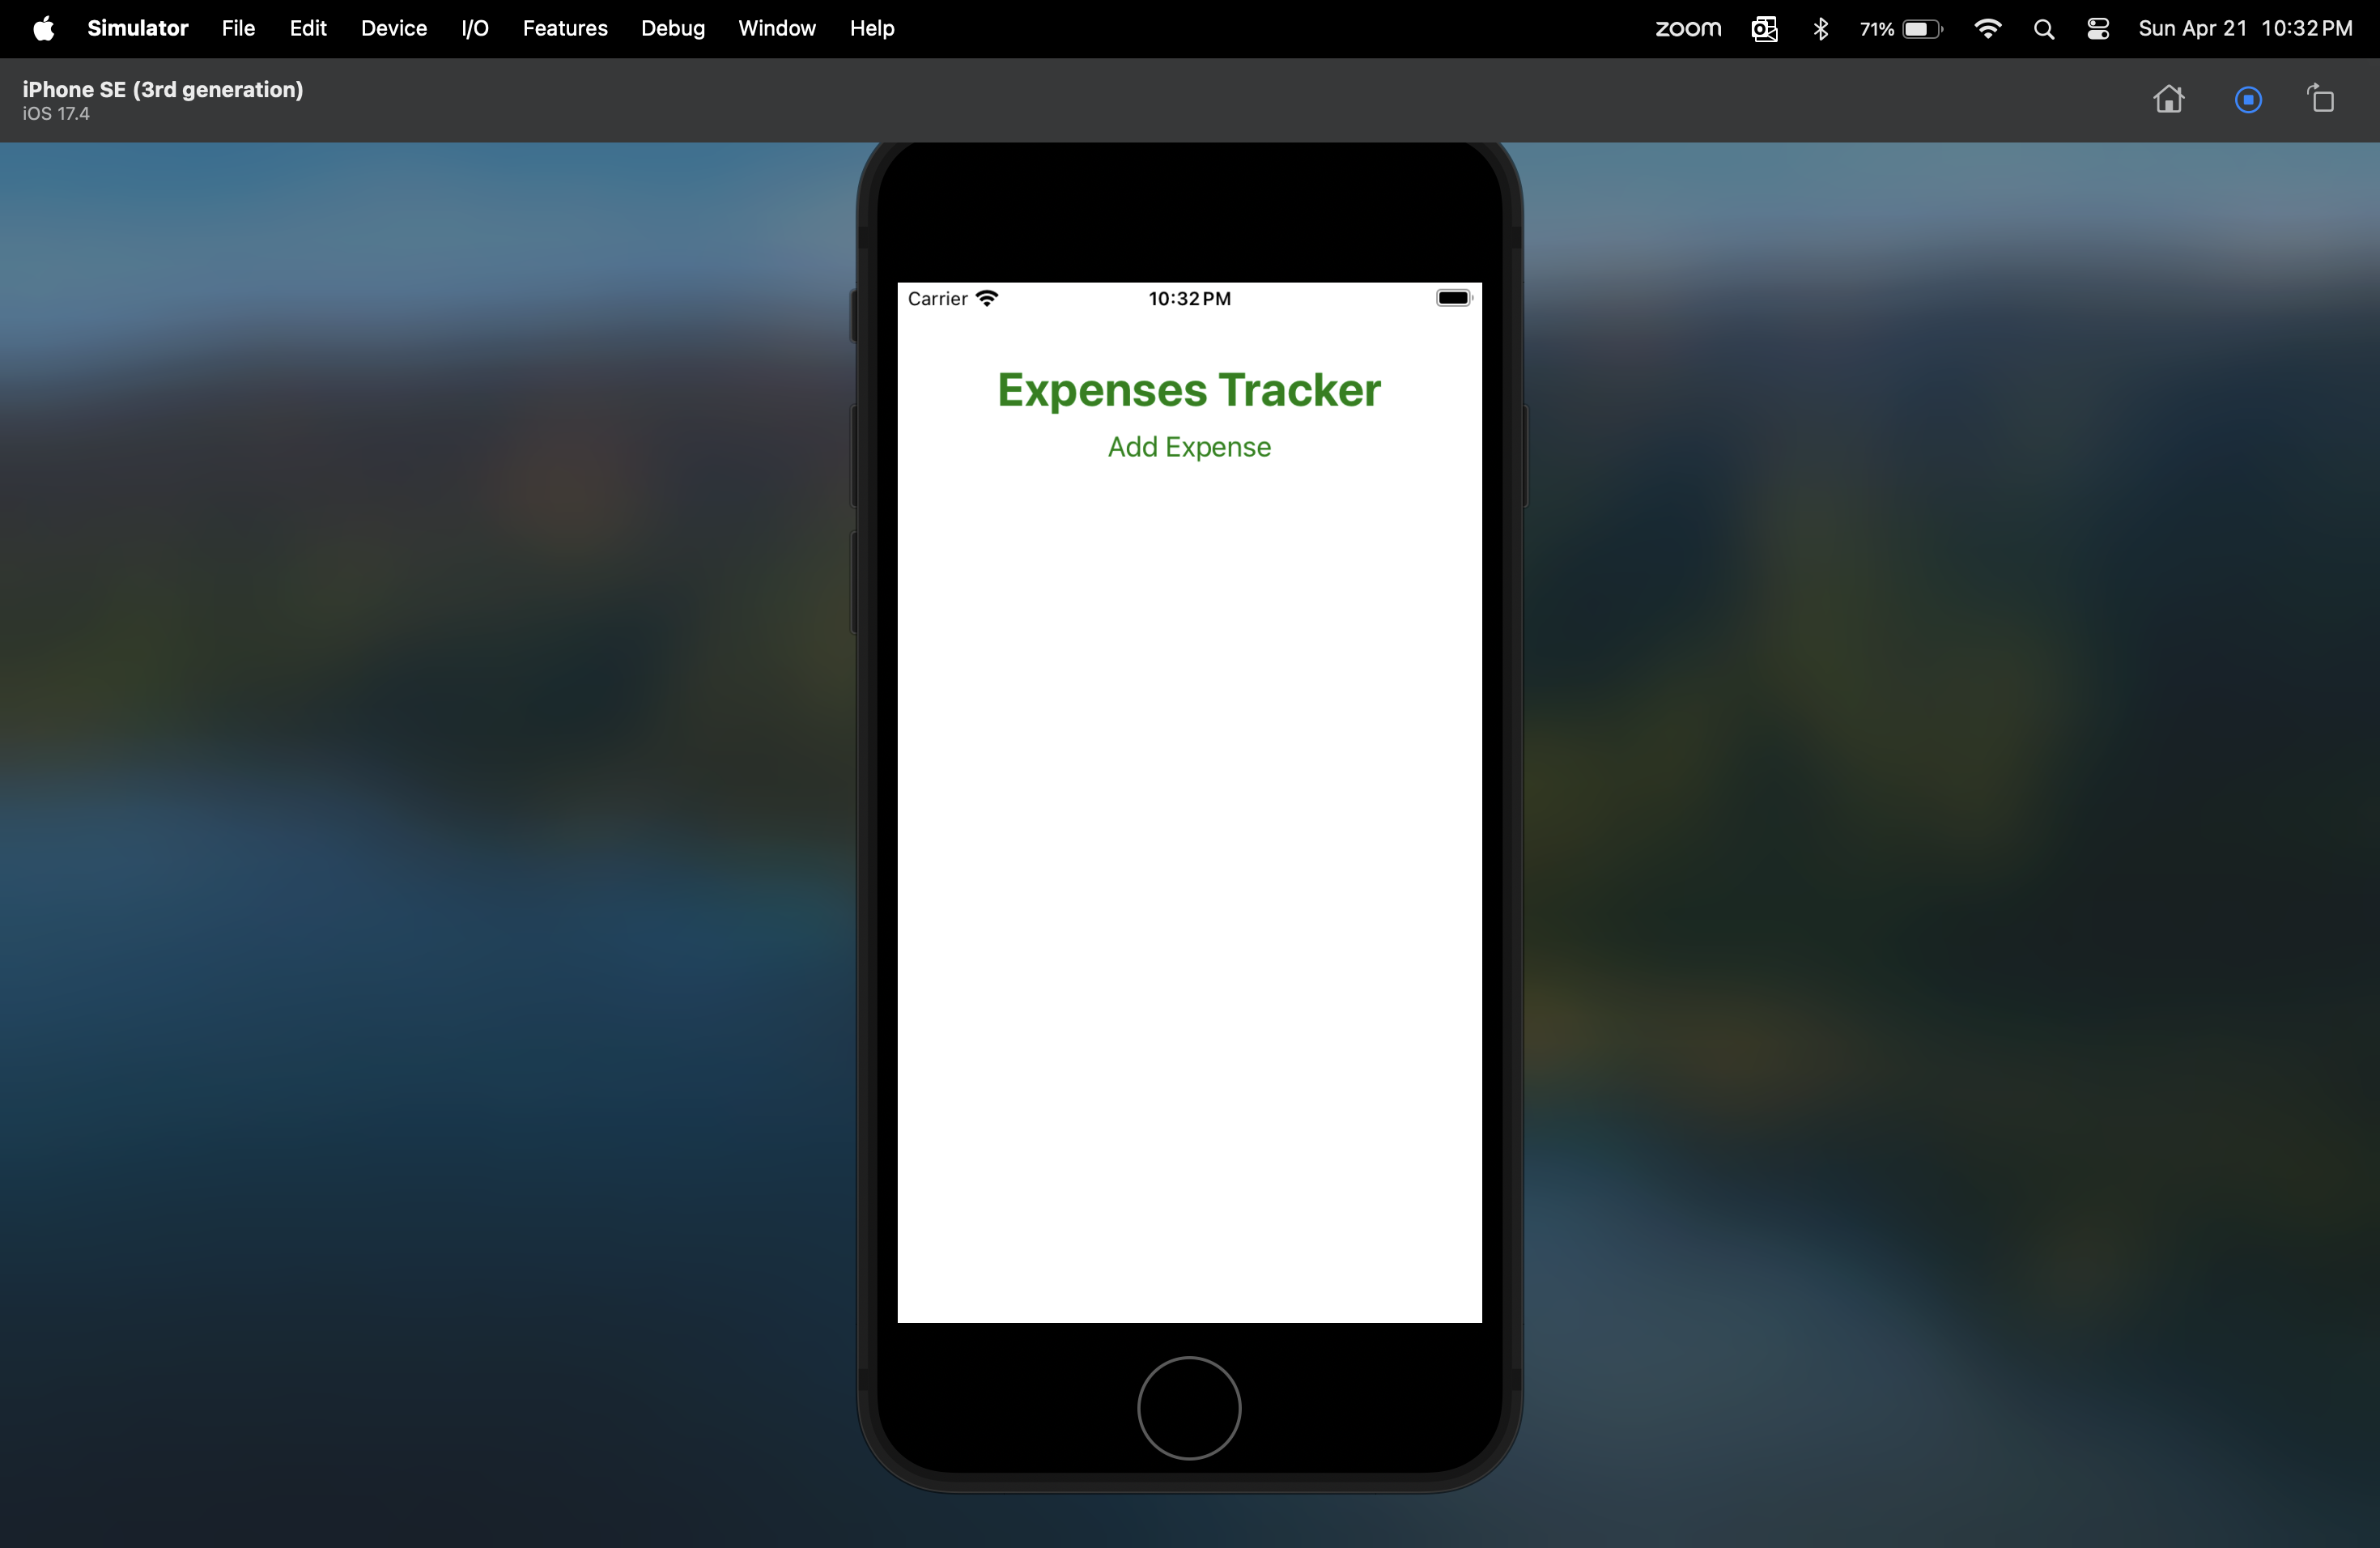 Simulator File Edit Device I/O Features Debug Window Help zoom 71% Sun Apr 21 10:32 PM
iPhone SE (3rd generation)
iOS 17.4
Carrier 10:32 PM
Expenses Tracker
Add Expense